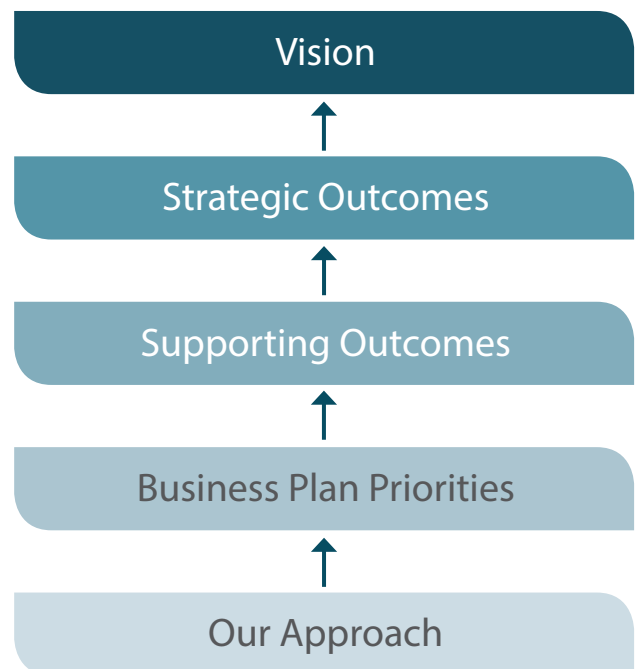 Vision
Strategic Outcomes
Supporting Outcomes
Business Plan Priorities
Our Approach